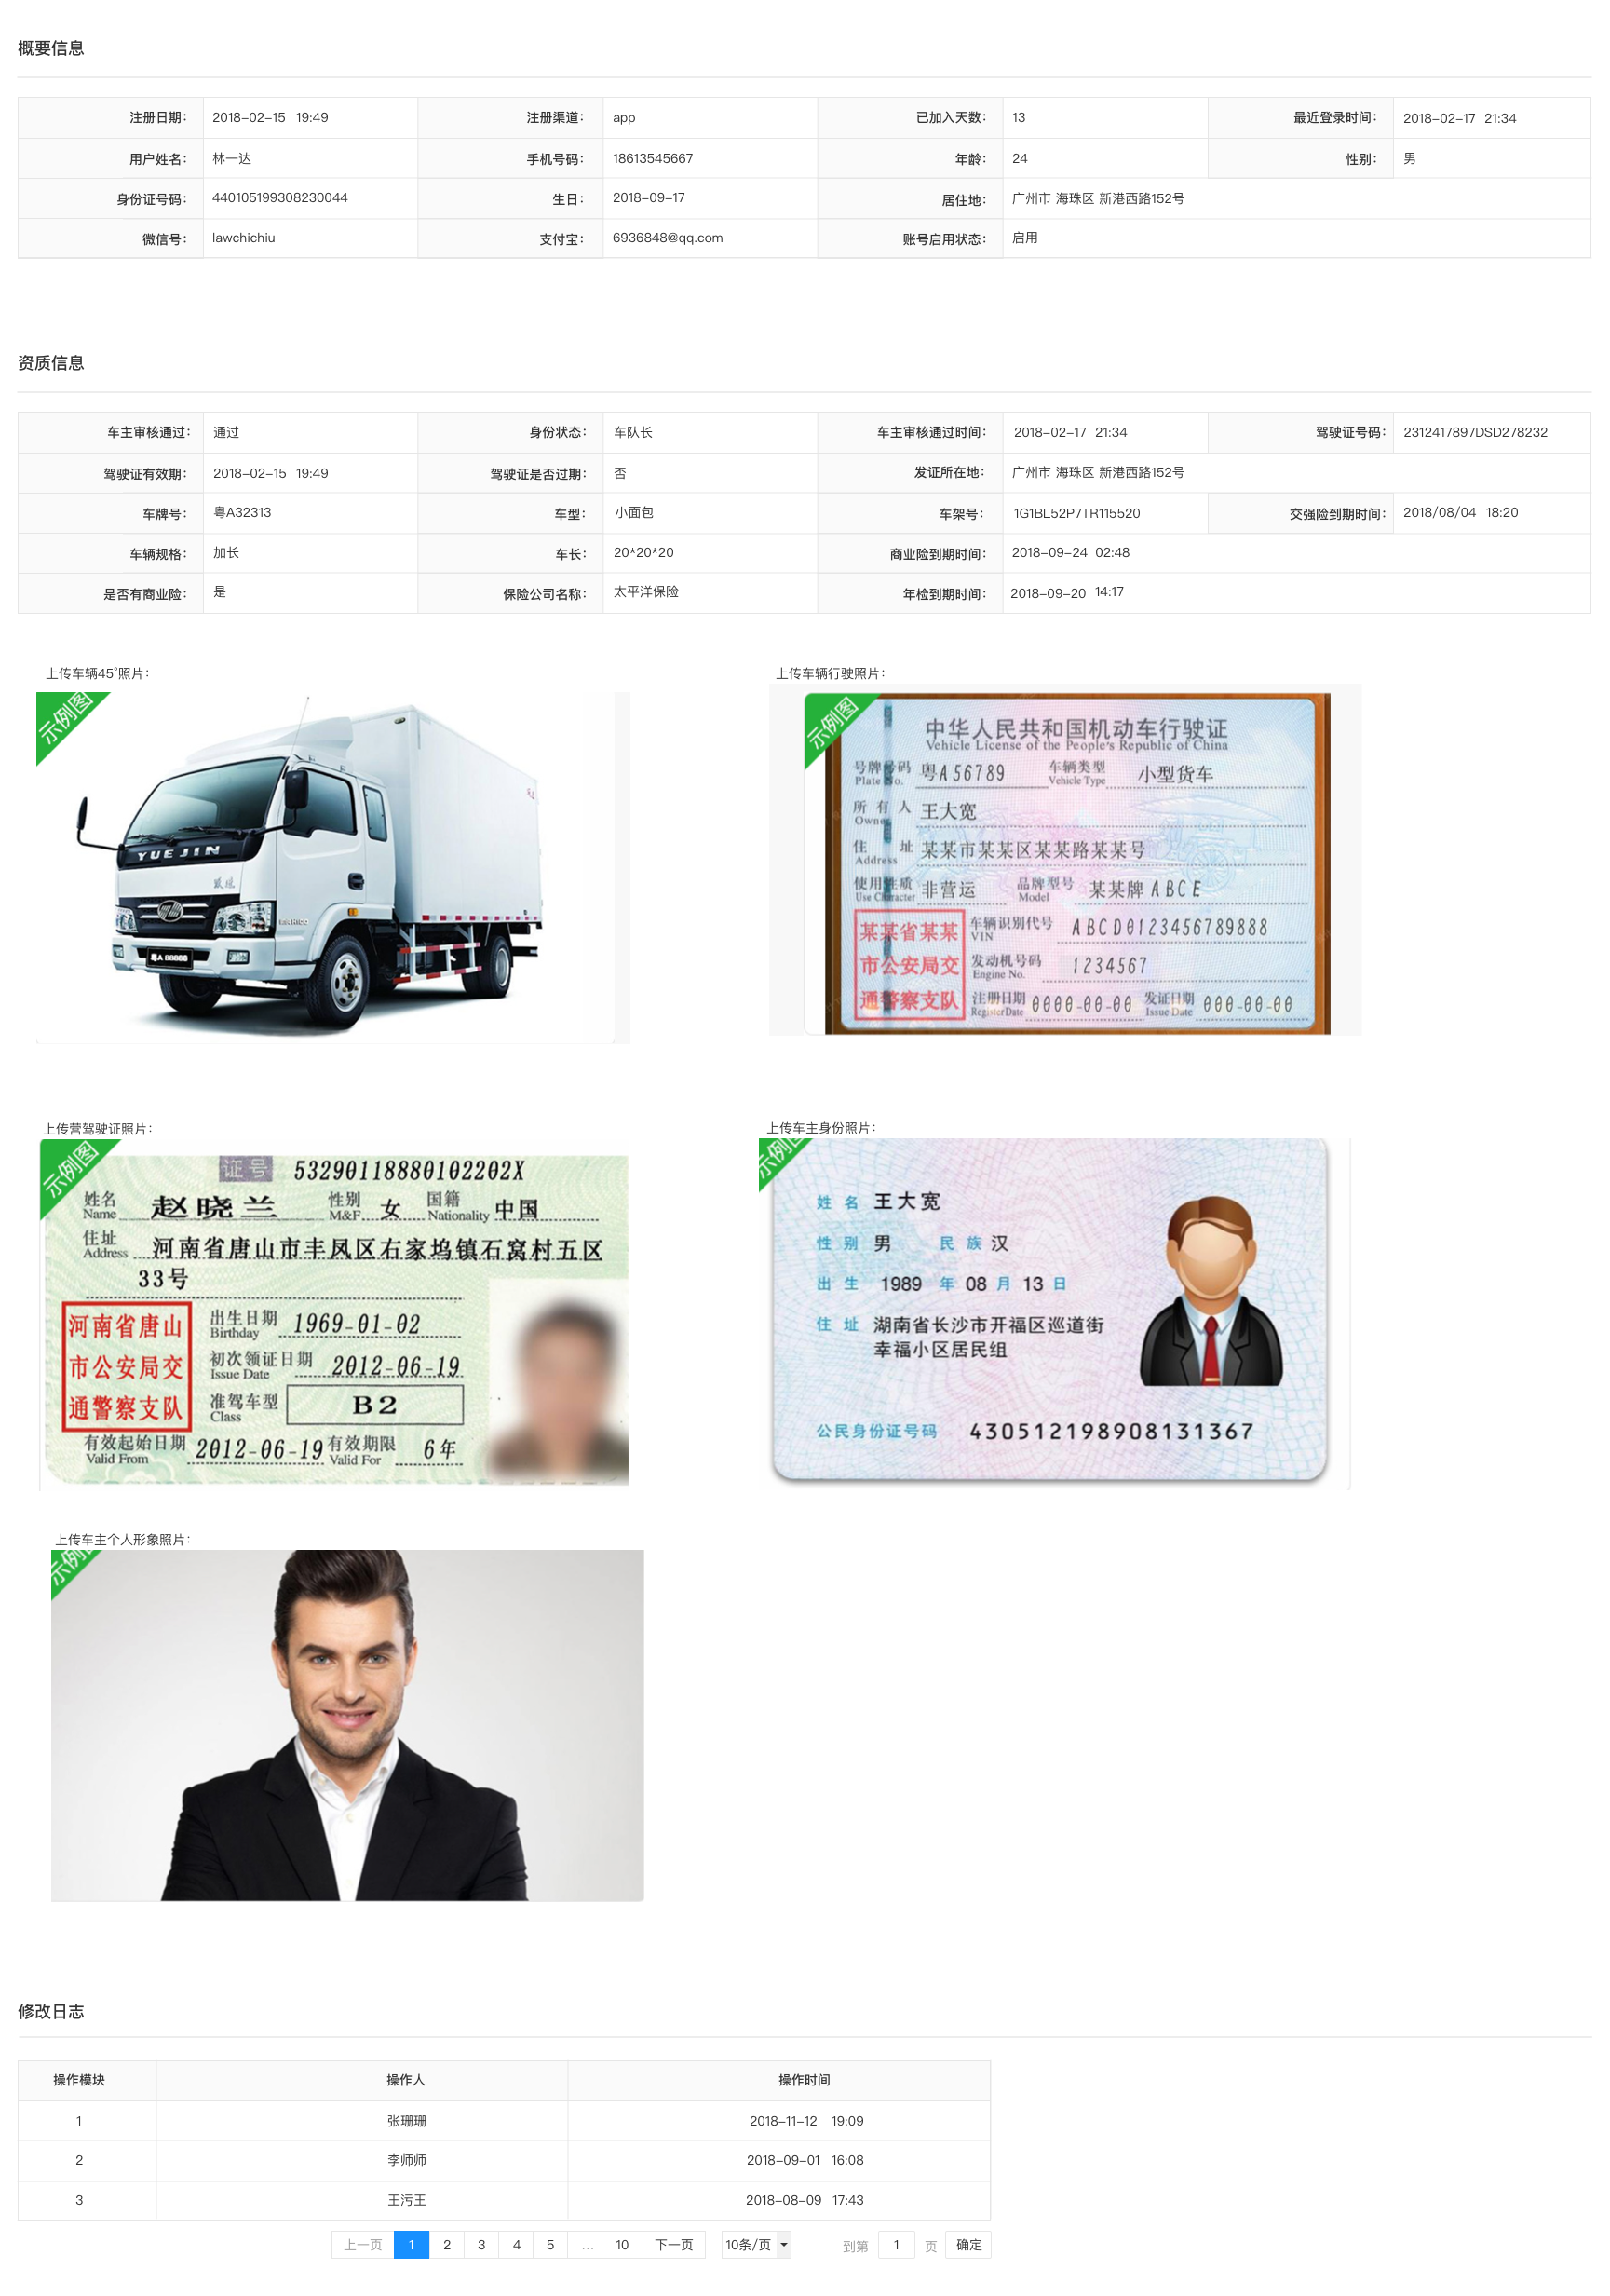 概要信息
注册日期： 2018-02-15 19:49 注册渠道： app 已加入天数： 13 最近登录时间： 2018-02-17 21:34
用户姓名： 林一达 手机号码： 18613545667 年龄： 24 性别： 男
身份证号码： 440105199308230044 生日： 2018-09-17 居住地： 广州市 海珠区 新港西路152号
微信号： lawchichiu 支付宝： 6936848@qq.com 账号启用状态： 启用
资质信息
车主审核通过： 通过 身份状态： 车队长 车主审核通过时间： 2018-02-17 21:34 驾驶证号码： 2312417897DSD278232
驾驶证有效期： 2018-02-15 19:49 驾驶证是否过期： 否 发证所在地： 广州市 海珠区 新港西路152号
车牌号： 粤A32313 车型： 小面包 车架号： 1G1BL52P7TR115520 交强险到期时间： 2018/08/04 18:20
车辆规格： 加长 车长： 20*20*20 商业险到期时间： 2018-09-24 02:48
是否有商业险： 是 保险公司名称： 太平洋保险 年检到期时间： 2018-09-20 14:17
上传车辆45°照片：
示例图
YUEJIN
粤A 88888
上传车辆行驶照片：
示例图
中华人民共和国机动车行驶证
Vehicle License of the People's Republic of China
号牌号码 粤A56789 车辆类型 小型货车
Plate No. Vehicle Type
所有人 王大宽
Owner
住址 某某市某某区某某路某某号
Address
使用性质 非营运 品牌型号 某某牌ABCE
Use Character Model
某某省某某
市公安局交
通警察支队
车辆识别代号 ABCD0123456789888
VIN
发动机号码 1234567
Engine No.
注册日期 0000-00-00 发证日期 000-00-00
RegisterDate Issue Date
上传营驾驶证照片：
示例图
证号 53290118880102202X
姓名 赵晓兰 性别 女 国籍 中国
Name M&F Nationality
住址 河南省唐山市丰凤区右家坞镇石窝村五区
Address
33号
河南省唐山
市公安局交
通警察支队
出生日期 1969-01-02
Birthday
初次领证日期 2012-06-19
Issue Date
准驾车型 B2
Class
有效起始日期 2012-06-19 有效期限 6年
Valid From Valid For
上传车主身份照片：
示例图
姓名 王大宽
性别 男 民族 汉
出生 1989 年 08 月 13 日
住址 湖南省长沙市开福区巡道街
幸福小区居民组
公民身份证号码 430512198908131367
上传车主个人形象照片：
示例图
修改日志
操作模块 操作人 操作时间
1 张珊珊 2018-11-12 19:09
2 李师师 2018-09-01 16:08
3 王污王 2018-08-09 17:43
上一页 1 2 3 4 5 ... 10 下一页 10条/页 到第 1 页 确定